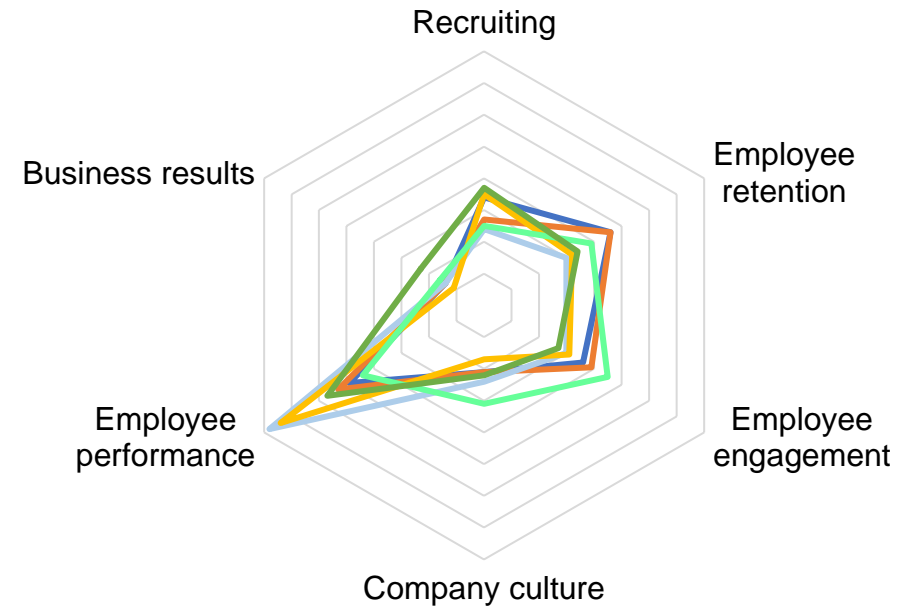 Recruiting
Employee
retention
Employee
engagement
Company culture
Employee
performance
Business results